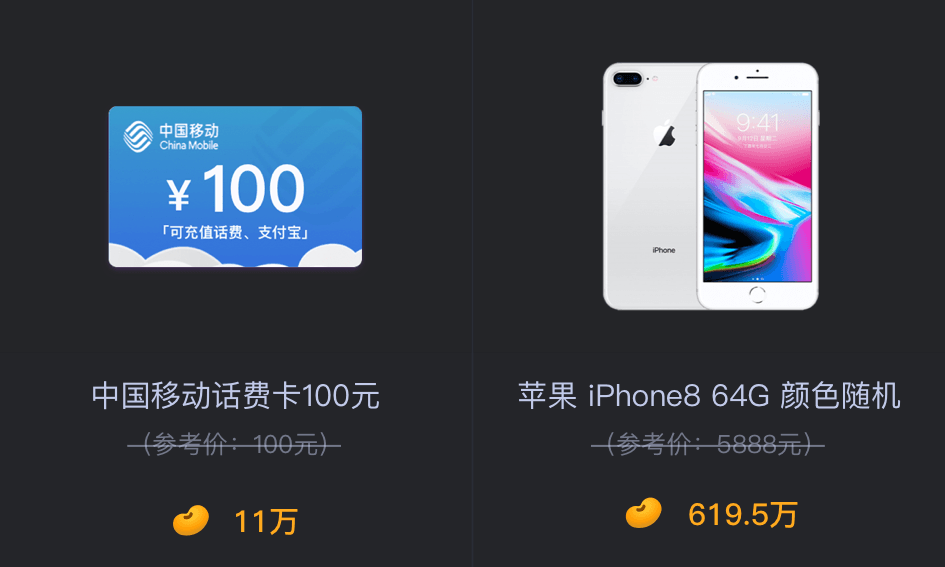 中国移动
China Mobile
¥100
「可充值话费、支付宝」
中国移动话费卡100元
（参考价：100元）
11万
9:41
iPhone
苹果 iPhone8 64G 颜色随机
（参考价：5888元）
619.5万